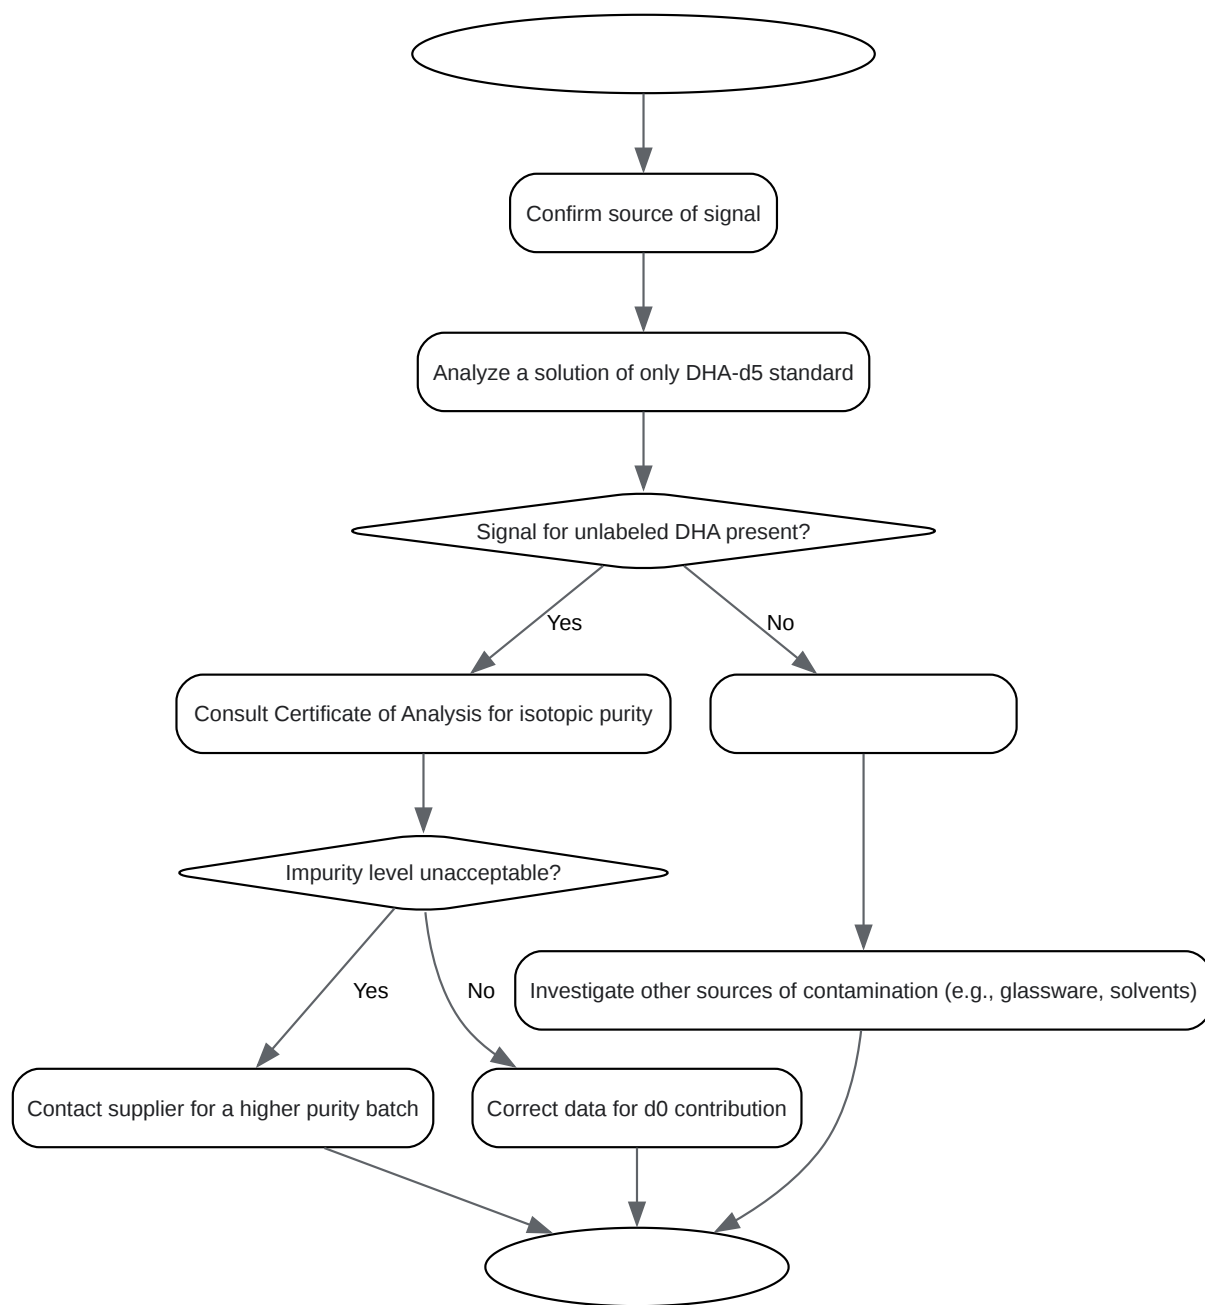 Confirm source of signal
Analyze a solution of only DHA-d5 standard
Signal for unlabeled DHA present?
Yes
No
Consult Certificate of Analysis for isotopic purity
Impurity level unacceptable?
Yes
No
Investigate other sources of contamination (e.g., glassware, solvents)
Contact supplier for a higher purity batch
Correct data for d0 contribution